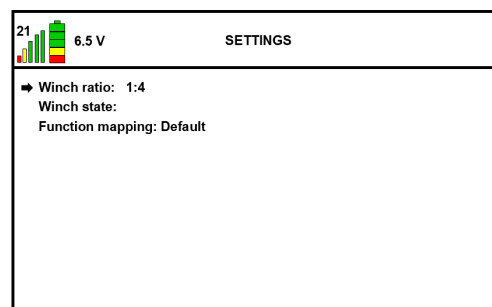 21
6.5 V
SETTINGS
Winch ratio: 1:4
Winch state:
Function mapping: Default